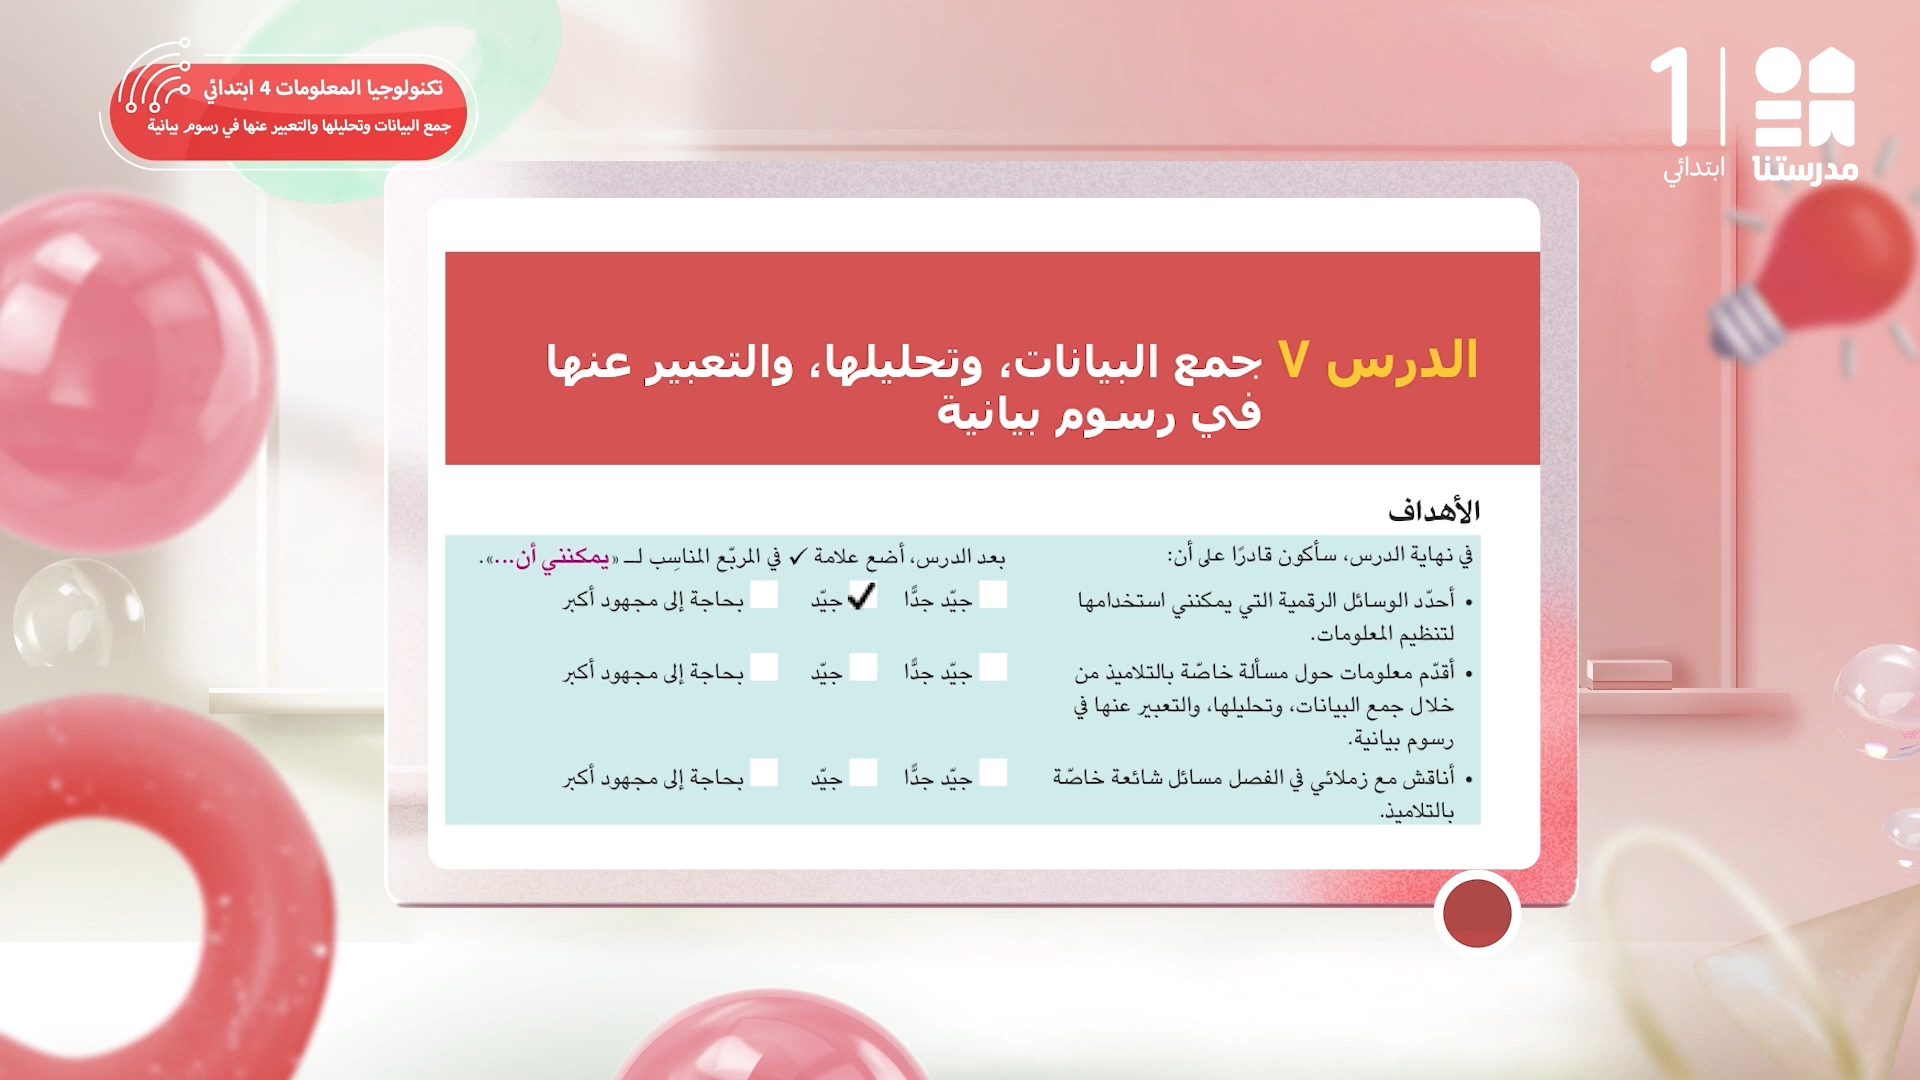 تكنولوجيا المعلومات 4 ابتدائي
جمع البيانات وتحليلها والتعبير عنها في رسوم بيانية
1 ابتدائي
مدرستنا
الدرس ٧ جمع البيانات، وتحليلها، والتعبير عنها
في رسوم بيانية
الأهداف
في نهاية الدرس، سأكون قادرًا على أن:
بعد الدرس، أضع علامة ✓ في المربّع المناسِب لــ «يمكنني أن...».
• أحدّد الوسائل الرقمية التي يمكنني استخدامها
لتنظيم المعلومات.
جيّد جدًّا ✓ جيّد بحاجة إلى مجهود أكبر
• أقدّم معلومات حول مسألة خاصّة بالتلاميذ من
خلال جمع البيانات، وتحليلها، والتعبير عنها في
رسوم بيانية.
جيّد جدًّا جيّد بحاجة إلى مجهود أكبر
• أناقش مع زملائي في الفصل مسائل شائعة خاصّة
بالتلاميذ.
جيّد جدًّا جيّد بحاجة إلى مجهود أكبر